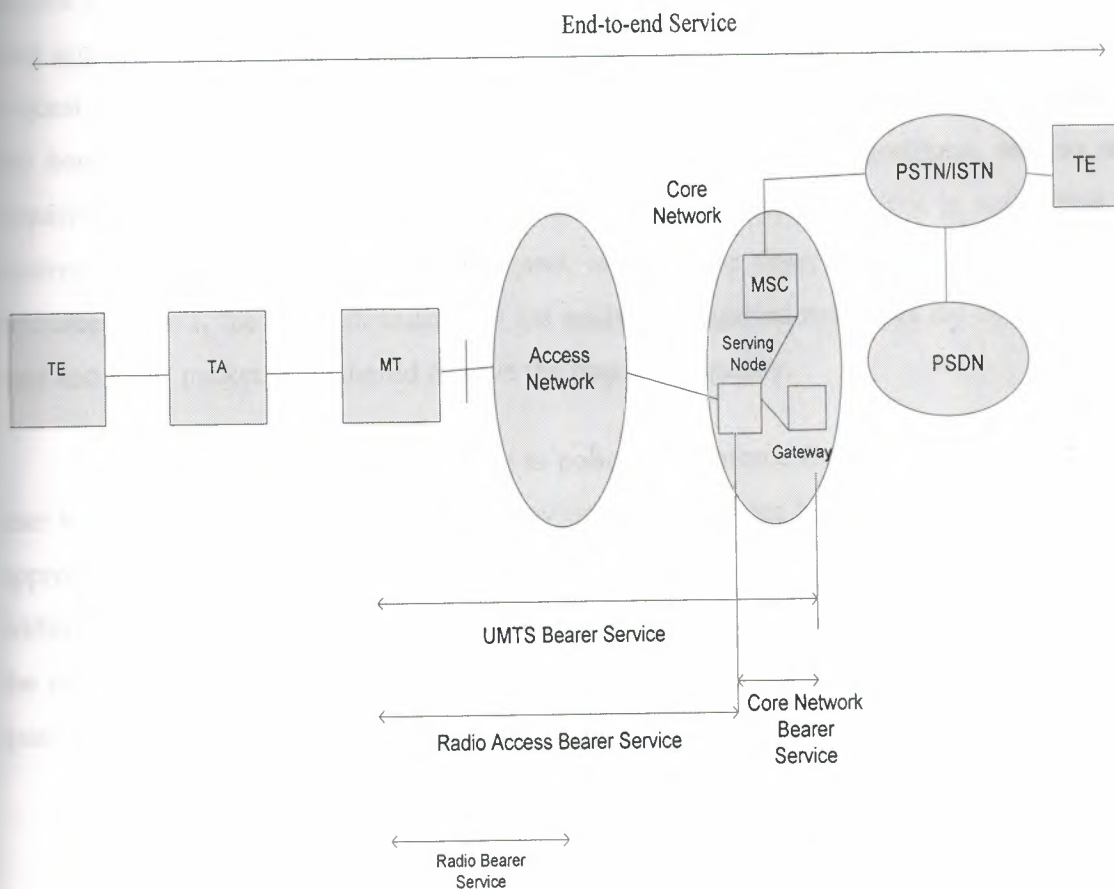 End-to-end Service
PSTN/ISTN
TE
Core
Network
MSC
Serving
Node
Access
Network
TE
TA
MT
PSDN
Gateway
UMTS Bearer Service
Core Network
Bearer
Service
Radio Access Bearer Service
Radio Bearer
Service